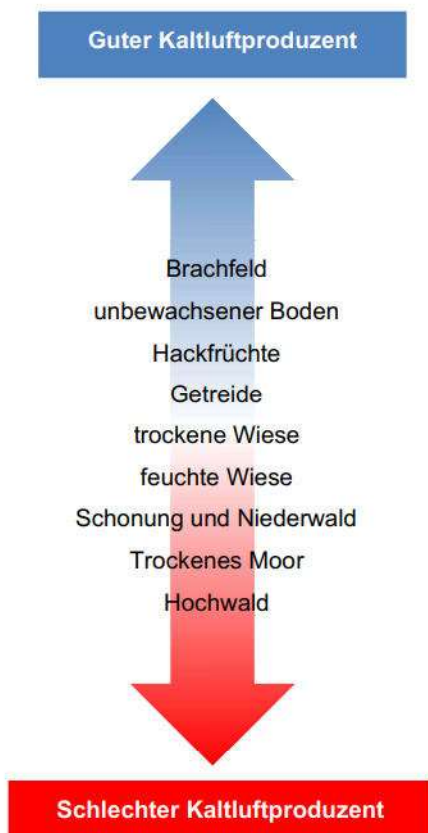 Guter Kaltluftproduzent
Brachfeld
unbewachsener Boden
Hackfrüchte
Getreide
trockene Wiese
feuchte Wiese
Schonung und Niederwald
Trockenes Moor
Hochwald
Schlechter Kaltluftproduzent